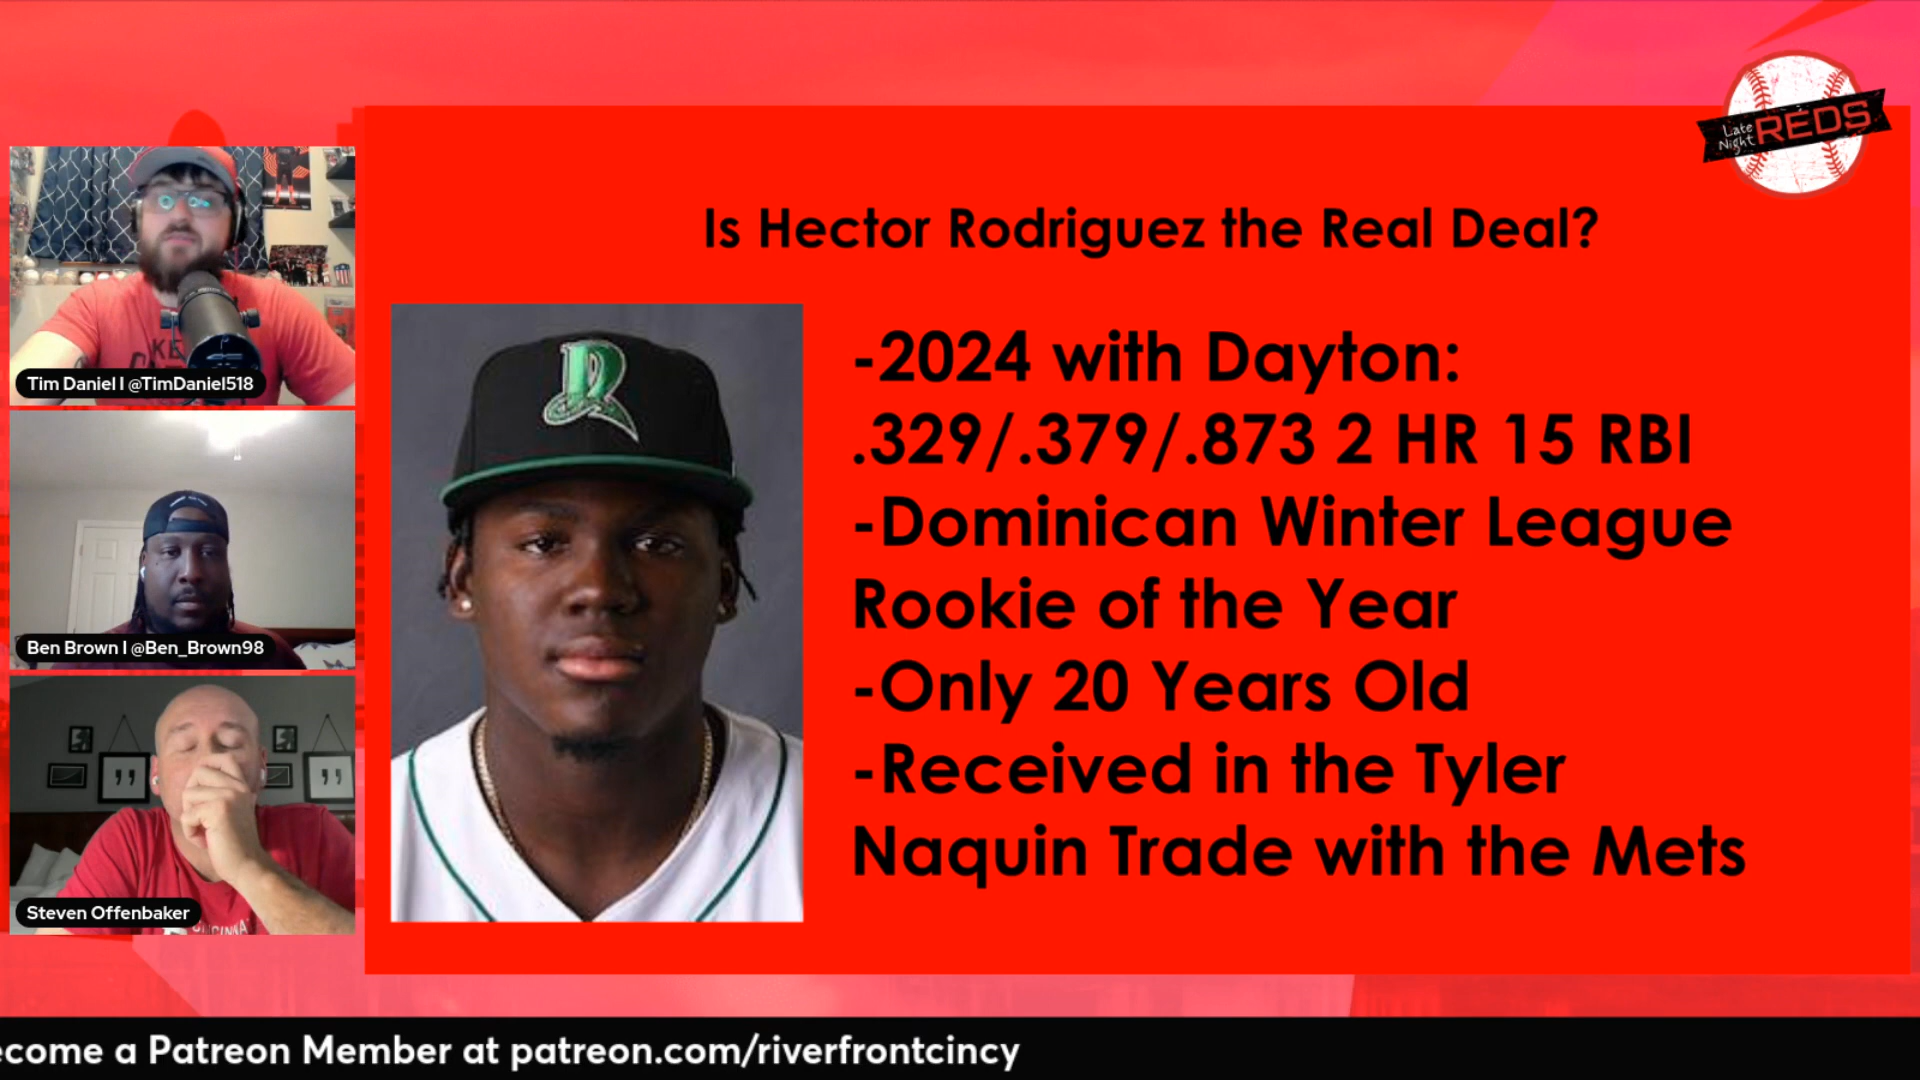 Late
Night REDS
Is Hector Rodriguez the Real Deal?
-2024 with Dayton:
.329/.379/.873 2 HR 15 RBI
-Dominican Winter League
Rookie of the Year
-Only 20 Years Old
-Received in the Tyler
Naquin Trade with the Mets
Tim Daniel I @TimDaniel518
Ben Brown I @Ben_Brown98
Steven Offenbaker
ecome a Patreon Member at patreon.com/riverfrontcincy